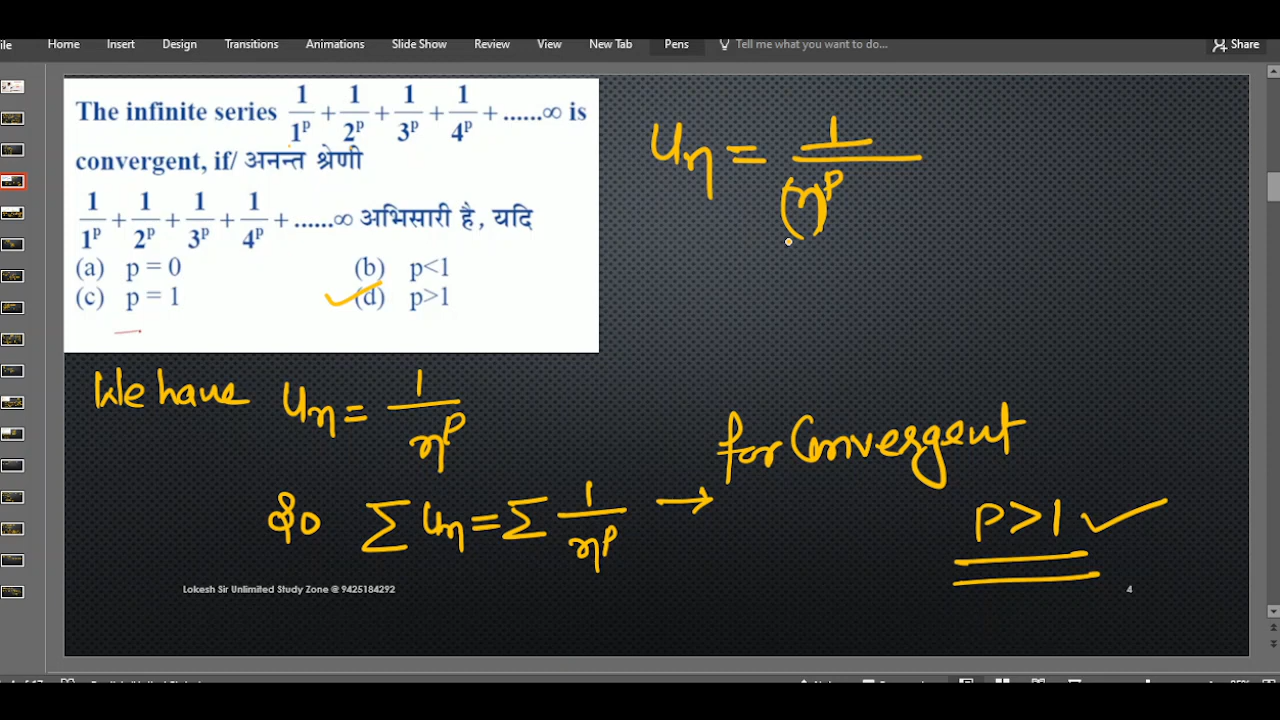 ile Home Insert Design Transitions Animations Slide Show Review View New Tab Pens Tell me what you want to do... Share
The infinite series 1/1^p + 1/2^p + 1/3^p + 1/4^p + ......∞ is
convergent, if/ अनन्त श्रेणी
1/1^p + 1/2^p + 1/3^p + 1/4^p + ......∞ अभिसारी है, यदि
(a) p = 0 (b) p<1
(c) p = 1 (d) p>1
Un = 1/(n)^p
We have Un = 1/n^p
So Σ Un = Σ 1/n^p →
for Convergent
p>1 ✓
Lokesh Sir Unlimited Study Zone @ 9425184292 4